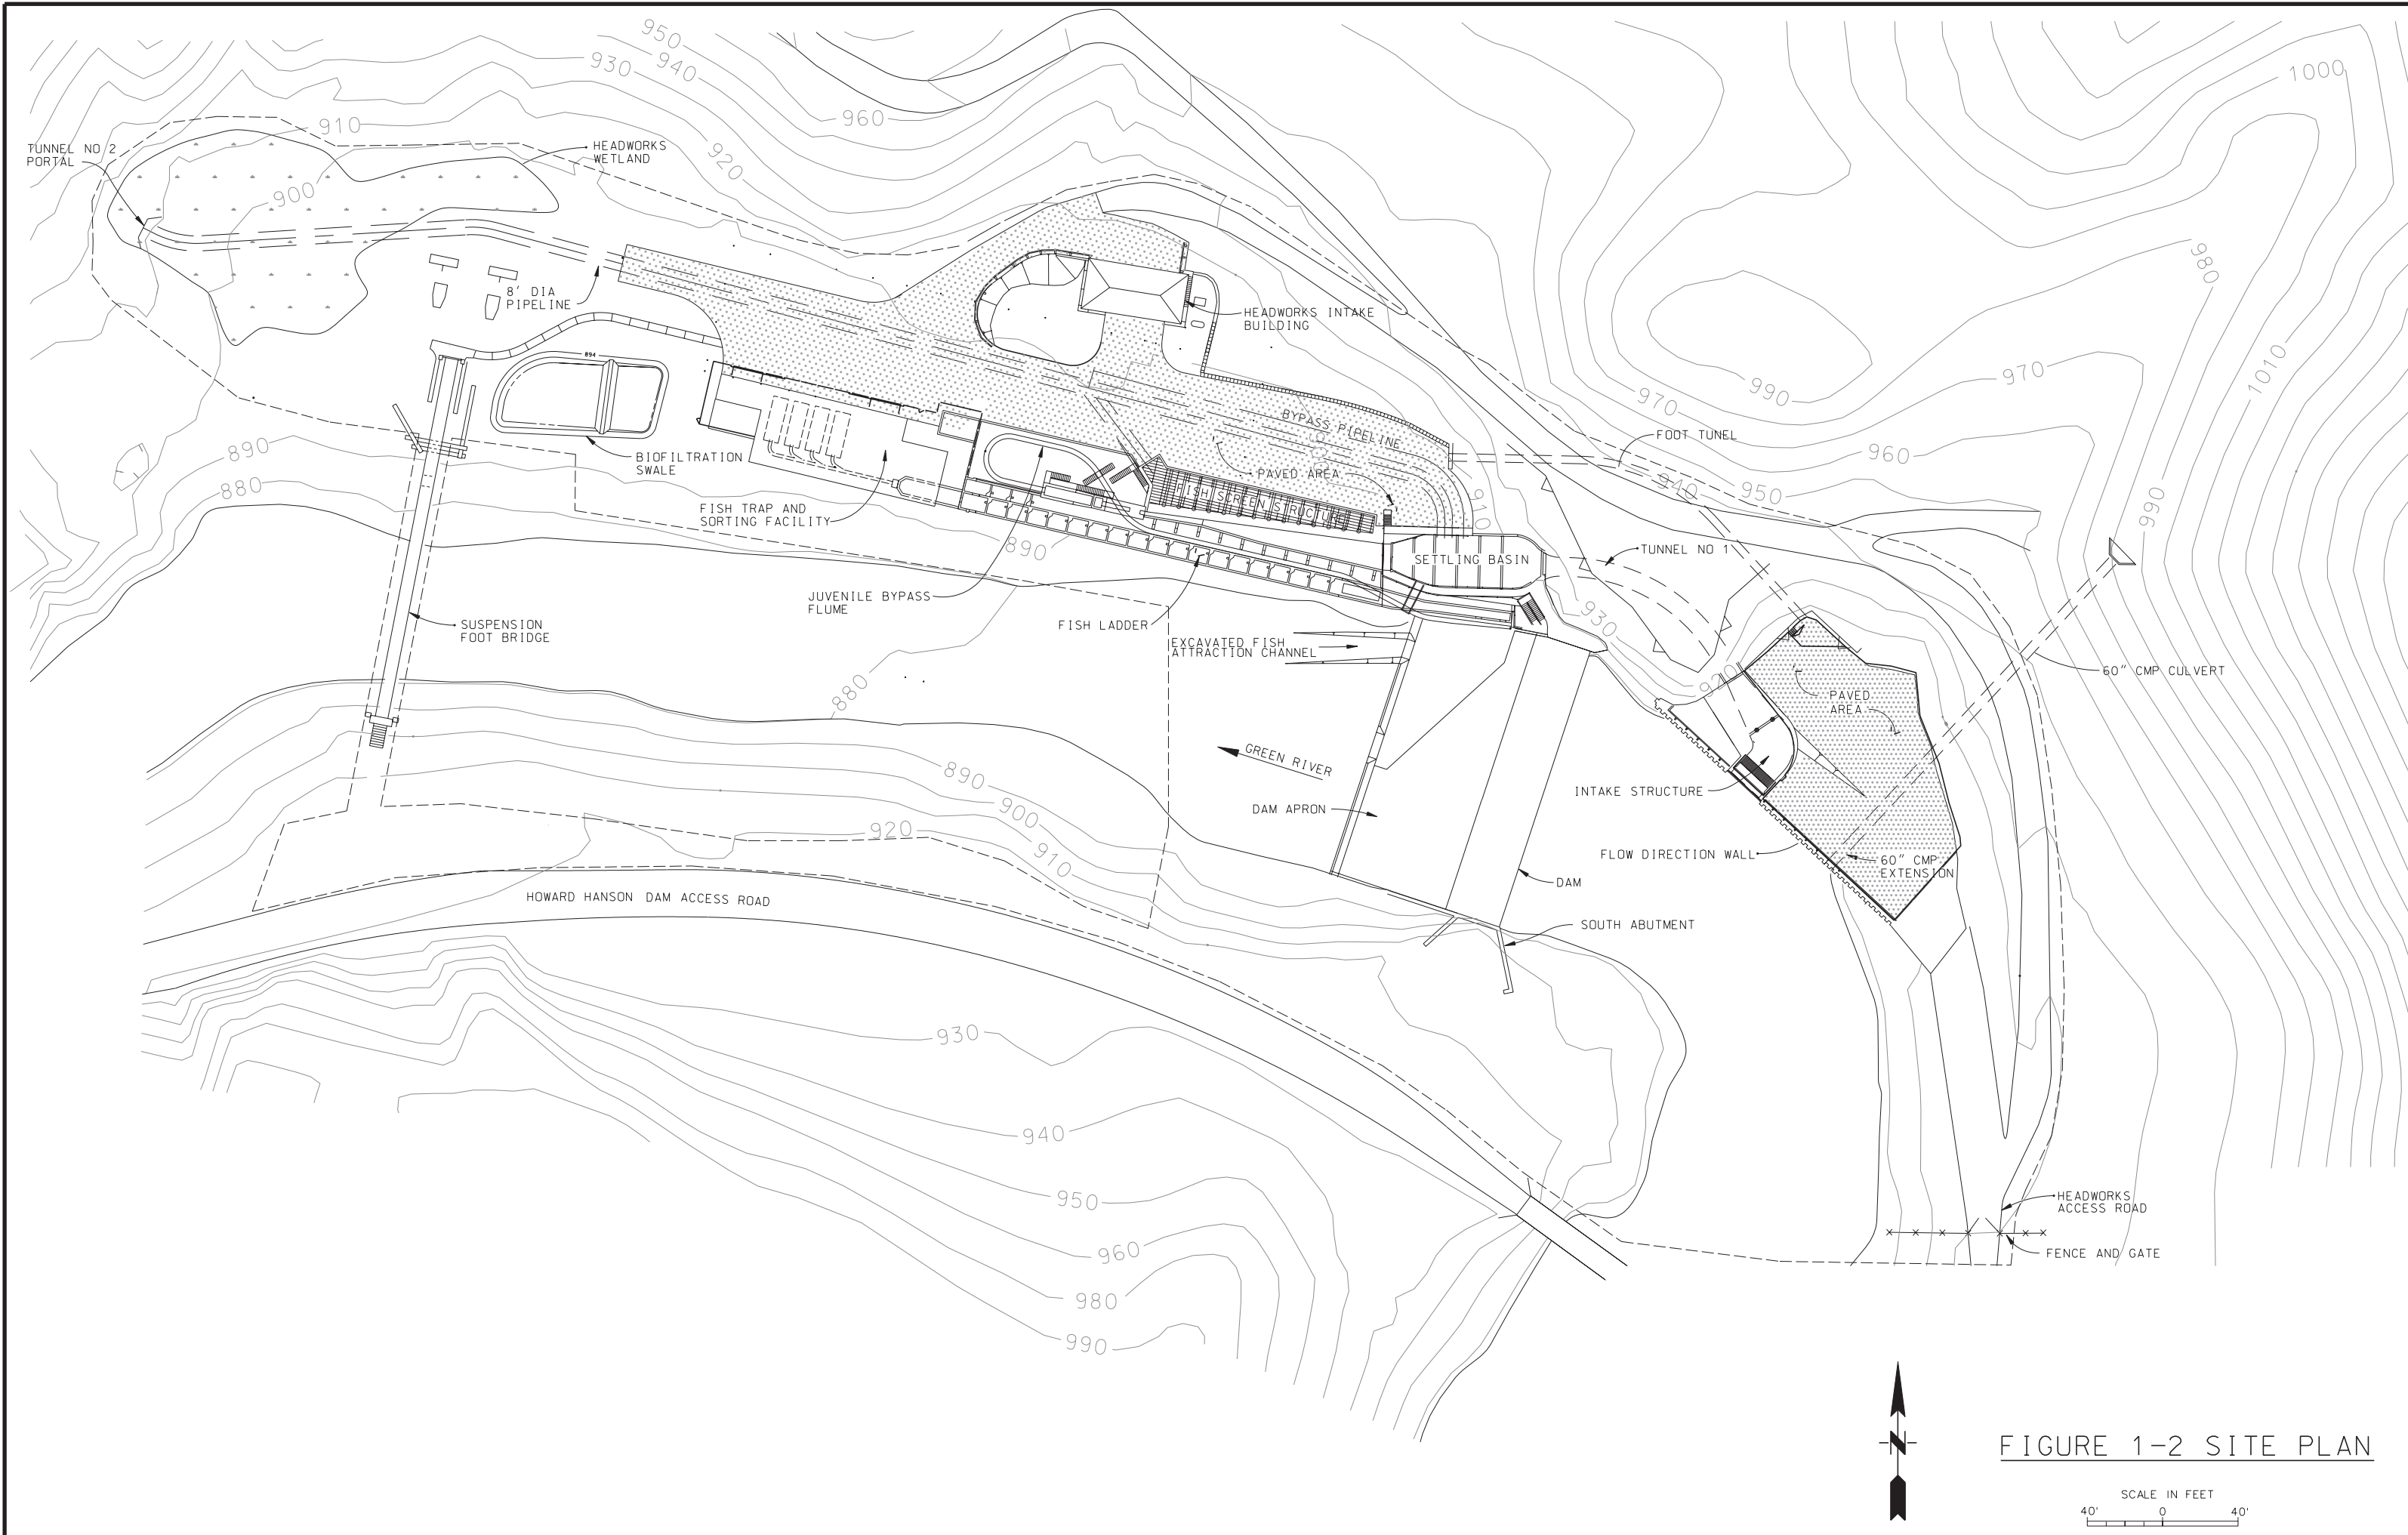 950
930
940
960
1000
910
TUNNEL NO 2
PORTAL
HEADWORKS
WETLAND
920
900
980
8' DIA
PIPELINE
HEADWORKS INTAKE
BUILDING
894
970
990
970
1010
BYPASS PIPELINE
FOOT TUNEL
890
BIOFILTRATION
SWALE
960
PAVED AREA
880
940
950
FISH SCREEN STRUCTURE
910
990
FISH TRAP AND
SORTING FACILITY
890
SETTLING BASIN
TUNNEL NO 1
JUVENILE BYPASS
FLUME
FISH LADDER
930
SUSPENSION
FOOT BRIDGE
EXCAVATED FISH
ATTRACTION CHANNEL
60" CMP CULVERT
880
920
PAVED
AREA
GREEN RIVER
890
INTAKE STRUCTURE
900
DAM APRON
920
910
FLOW DIRECTION WALL
60" CMP
EXTENSION
DAM
HOWARD HANSON DAM ACCESS ROAD
SOUTH ABUTMENT
930
940
950
HEADWORKS
ACCESS ROAD
960
FENCE AND GATE
980
990
N
FIGURE 1-2 SITE PLAN
SCALE IN FEET
40' 0 40'